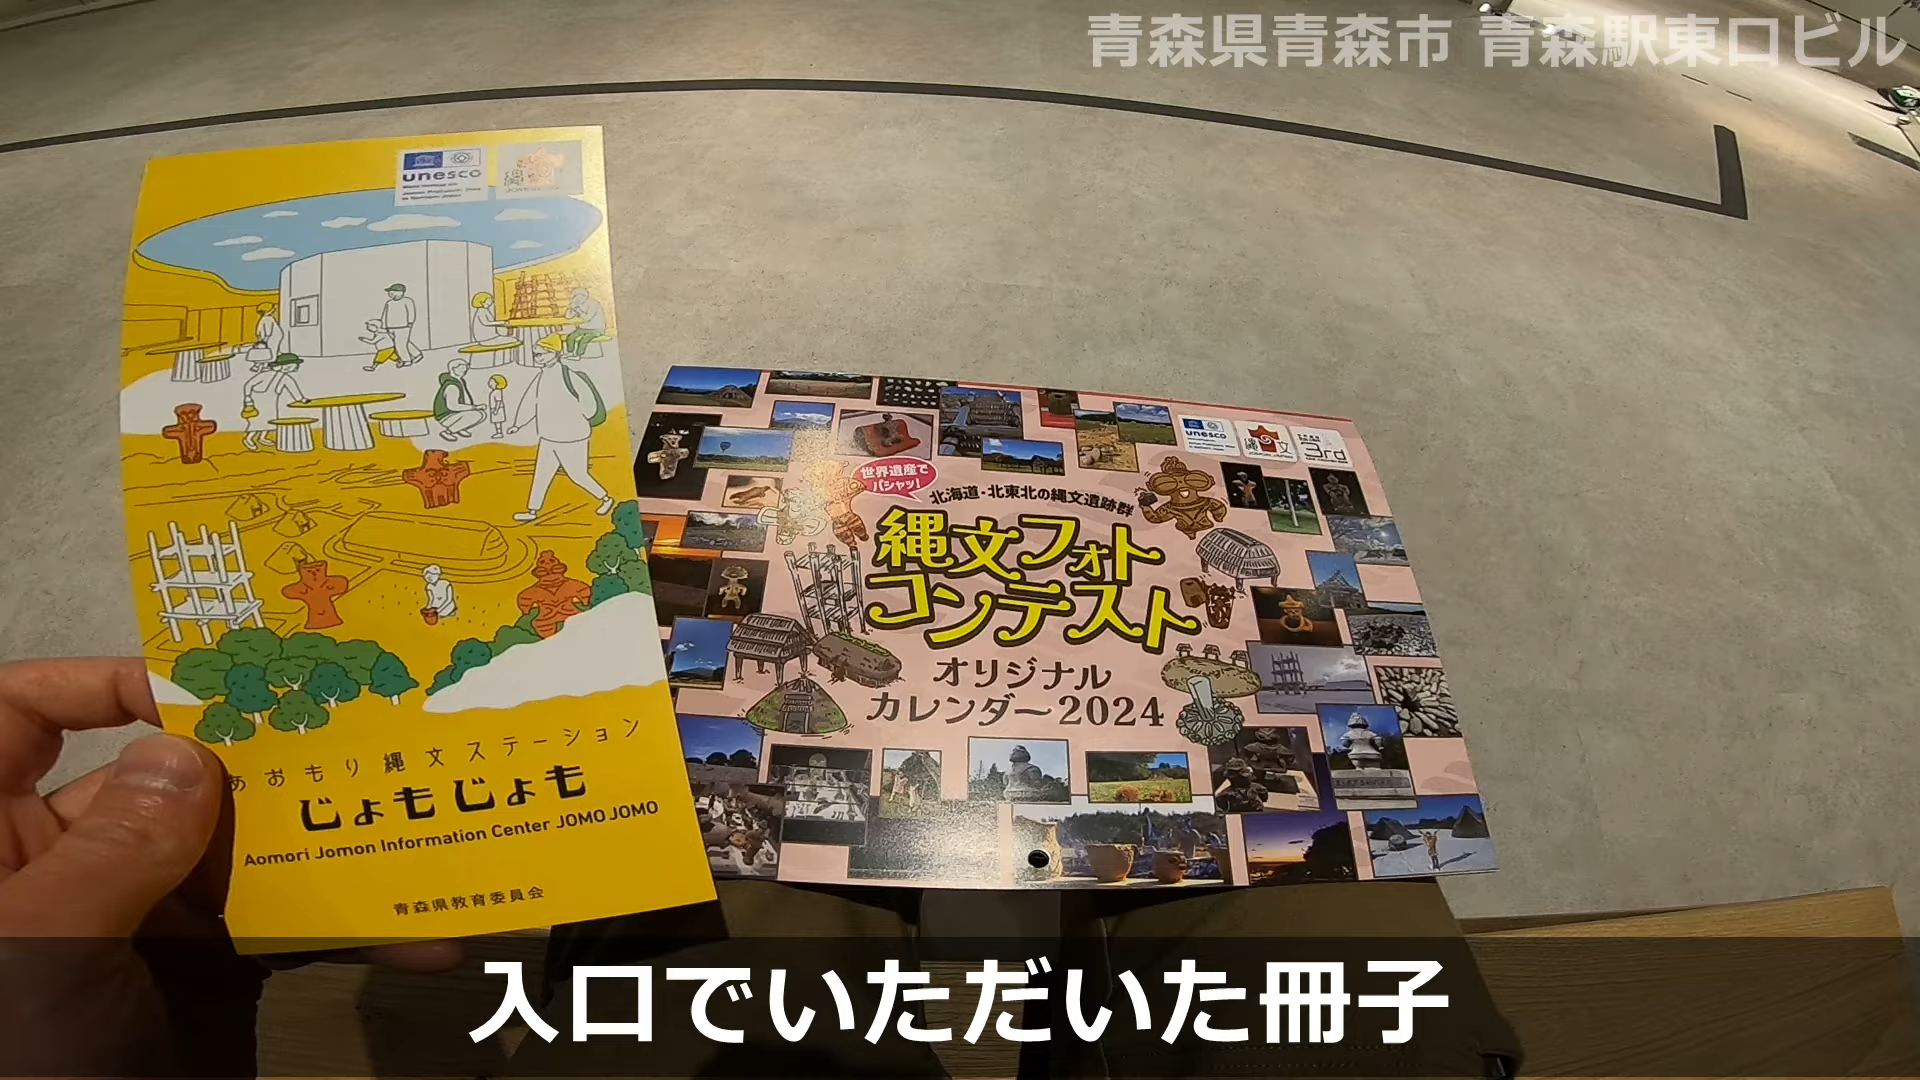 青森県青森市 青森駅東口ビル
unesco
unesco
縄文
3rd
世界遺産で
パシャッ!
北海道・北東北の縄文遺跡群
縄文フォト
コンテスト
オリジナル
カレンダー2024
あおもり縄文ステーション
じょもじょも
Aomori Jomon Information Center JOMO JOMO
青森県教育委員会
入口でいただいた冊子